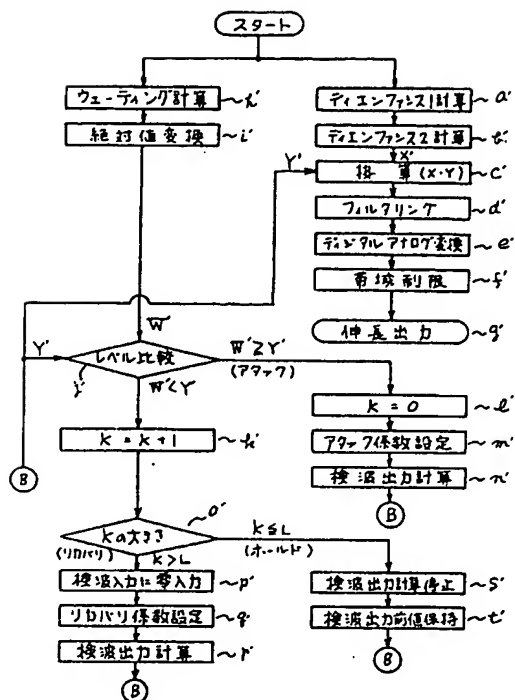 スタート
ウェーティング計算 ~h'
絶対値変換 ~i'
ディエンファシス1計算 ~a'
ディエンファンス2計算 ~b'
X'
Y'
掛算(X・Y) ~c'
フィルタリング ~d'
ディジタルアナログ変換 ~e'
帯域制限 ~f'
伸長出力 ~g'
W'
Y'
レベル比較
j'
W'≧Y'
(アタック)
W'<Y'
k=0 ~l'
k=k+1 ~k'
アタック係数設定 ~m'
検波出力計算 ~n'
B
B
kの大きさ
o'
k≦L
(ホールド)
(リカバリ)
k>L
検波入力に零入力 ~p'
検波出力計算停止 ~s'
リカバリ係数設定 ~q'
検波出力前値保持 ~t'
検波出力計算 ~r'
B
B